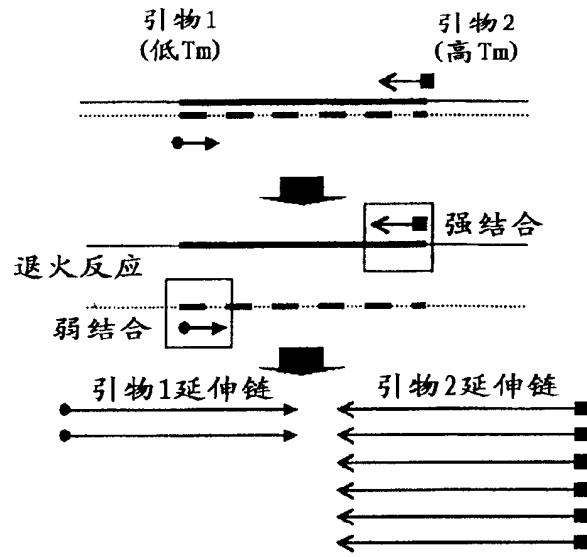 引物1
(低Tm)
引物2
(高Tm)
强结合
退火反应
弱结合
引物1延伸链
引物2延伸链